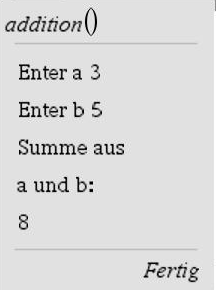 addition()
Enter a 3
Enter b 5
Summe aus
a und b:
8
Fertig